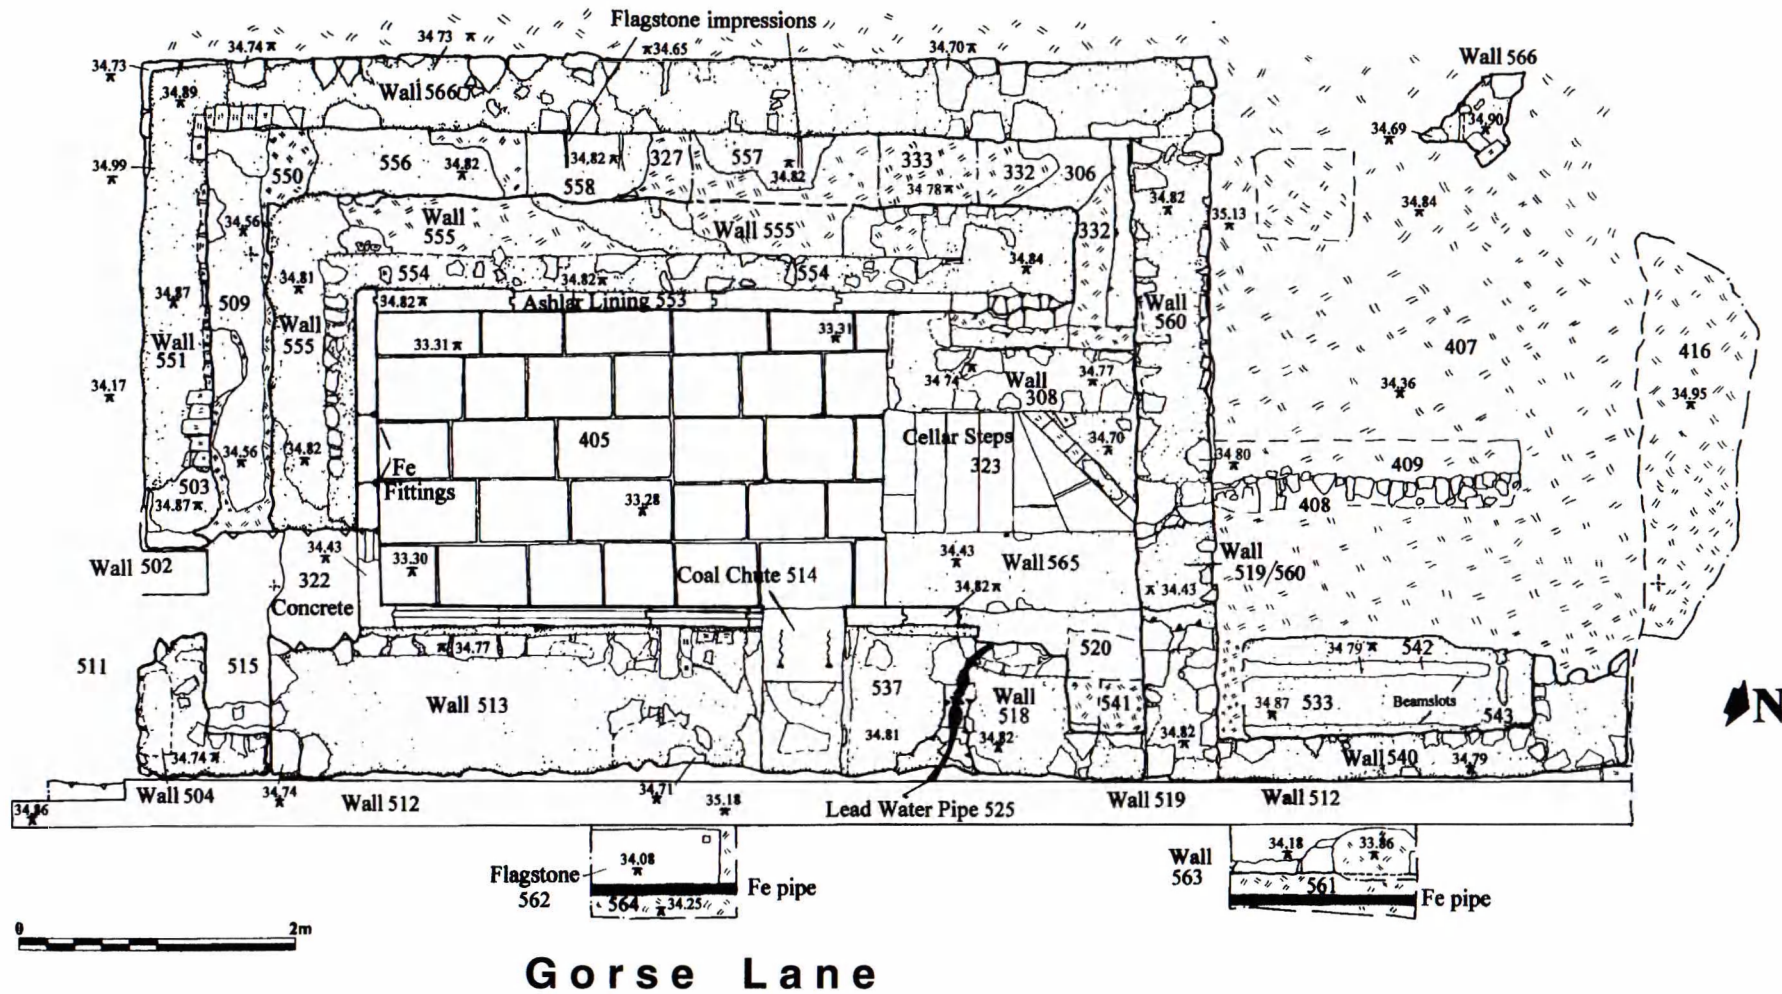 Flagstone impressions
34.74
34 73
34.65
34.70
Wall 566
34.73
34.89
Wall 566
34.69
34.90
34.99
550
556
34.82
34.82
558
327
557
34.82
333
34 78
332
306
34.82
35.13
34.84
34.56
Wall
555
Wall 555
332
34.81
554
34.82
554
34.84
34.87
509
34.82
Ashlar Lining 553
Wall
560
Wall
551
Wall
555
33.31
33.31
34 74
Wall
308
34.77
407
416
34.17
34.36
34.95
405
Cellar Steps
323
34.70
34.56
34.82
Fe
Fittings
34 80
409
503
34.87
33.28
408
Wall 502
34.43
322
Concrete
33.30
Coal Chute 514
34.43
Wall 565
34.82
34.43
Wall
519/560
511
515
34.77
520
34 79
542
Wall 513
537
Wall
518
541
34 87
533
Beamslots
543
34.81
34.82
34.82
34.74
Wall 540
34.79
Wall 504
34.74
Wall 512
34.71
35.18
Lead Water Pipe 525
Wall 519
Wall 512
34.86
34.08
Flagstone
562
Fe pipe
564
34.25
Wall
563
34.18
33.86
561
Fe pipe
N
0
2m
Gorse Lane